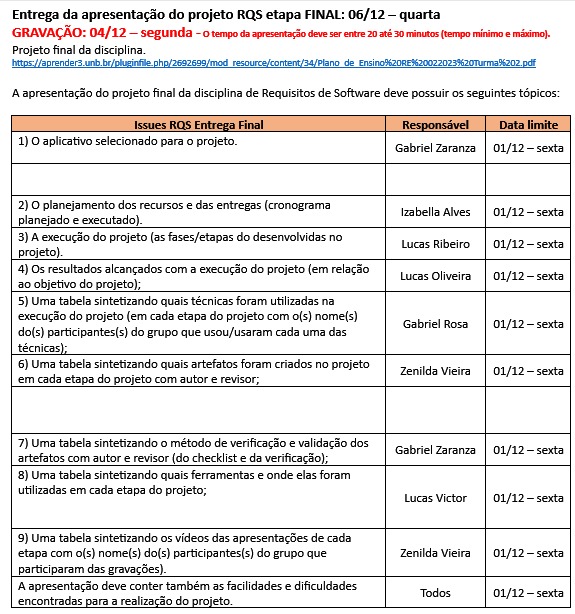 Entrega da apresentação do projeto RQS etapa FINAL: 06/12 – quarta
GRAVAÇÃO: 04/12 – segunda - O tempo da apresentação deve ser entre 20 até 30 minutos (tempo mínimo e máximo).
Projeto final da disciplina.
https://aprender3.unb.br/pluginfile.php/2692699/mod_resource/content/34/Plano_de_Ensino%20RE%20022023%20Turma%202.pdf
A apresentação do projeto final da disciplina de Requisitos de Software deve possuir os seguintes tópicos:
Issues RQS Entrega Final Responsável Data limite
1) O aplicativo selecionado para o projeto. Gabriel Zaranza 01/12 – sexta
2) O planejamento dos recursos e das entregas (cronograma
planejado e executado). Izabella Alves 01/12 – sexta
3) A execução do projeto (as fases/etapas do desenvolvidas no
projeto). Lucas Ribeiro 01/12 – sexta
4) Os resultados alcançados com a execução do projeto (em relação
ao objetivo do projeto); Lucas Oliveira 01/12 – sexta
5) Uma tabela sintetizando quais técnicas foram utilizadas na
execução do projeto (em cada etapa do projeto com o(s) nome(s)
do(s) participantes(s) do grupo que usou/usaram cada uma das
técnicas); Gabriel Rosa 01/12 – sexta
6) Uma tabela sintetizando quais artefatos foram criados no projeto
em cada etapa do projeto com autor e revisor; Zenilda Vieira 01/12 – sexta
7) Uma tabela sintetizando o método de verificação e validação dos
artefatos com autor e revisor (do checklist e da verificação); Gabriel Zaranza 01/12 – sexta
8) Uma tabela sintetizando quais ferramentas e onde elas foram
utilizadas em cada etapa do projeto; Lucas Victor 01/12 – sexta
9) Uma tabela sintetizando os vídeos das apresentações de cada
etapa com o(s) nome(s) do(s) participantes(s) do grupo que
participaram das gravações). Zenilda Vieira 01/12 – sexta
A apresentação deve conter também as facilidades e dificuldades
encontradas para a realização do projeto. Todos 01/12 – sexta